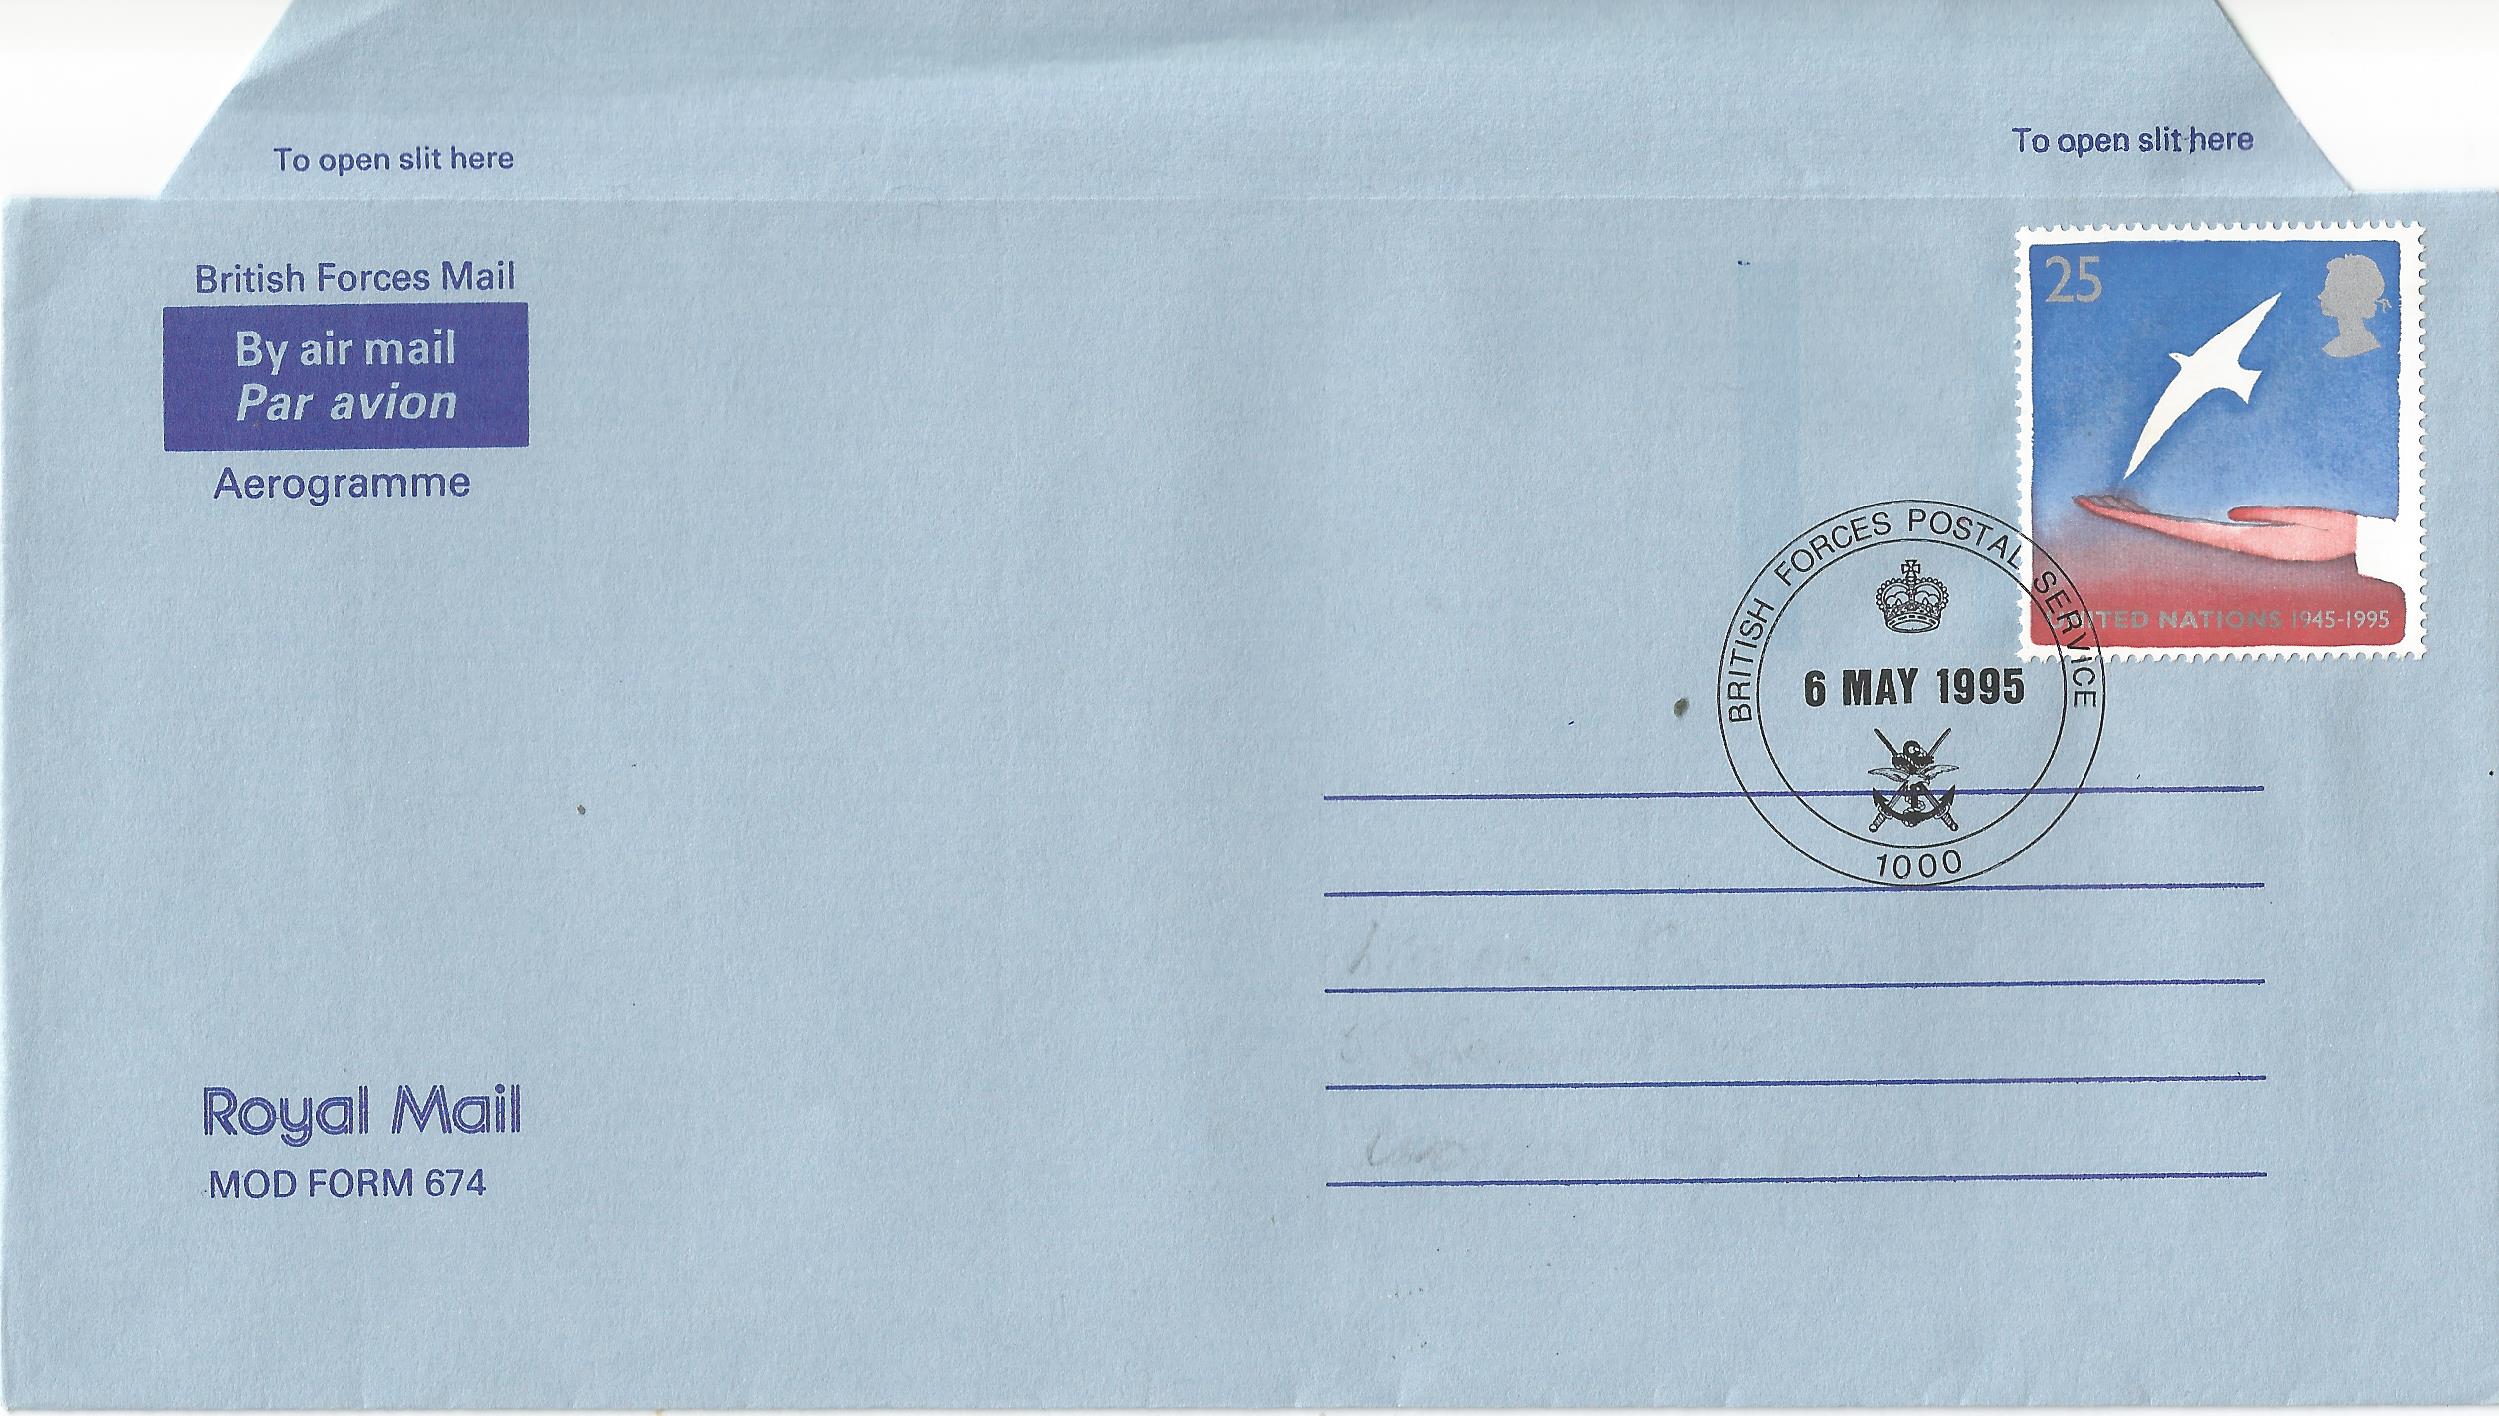 To open slit here
To open slit here
British Forces Mail
By air mail
Par avion
Aerogramme
25
UNITED NATIONS 1945-1995
BRITISH FORCES POSTAL SERVICE
6 MAY 1995
1000
Royal Mail
MOD FORM 674